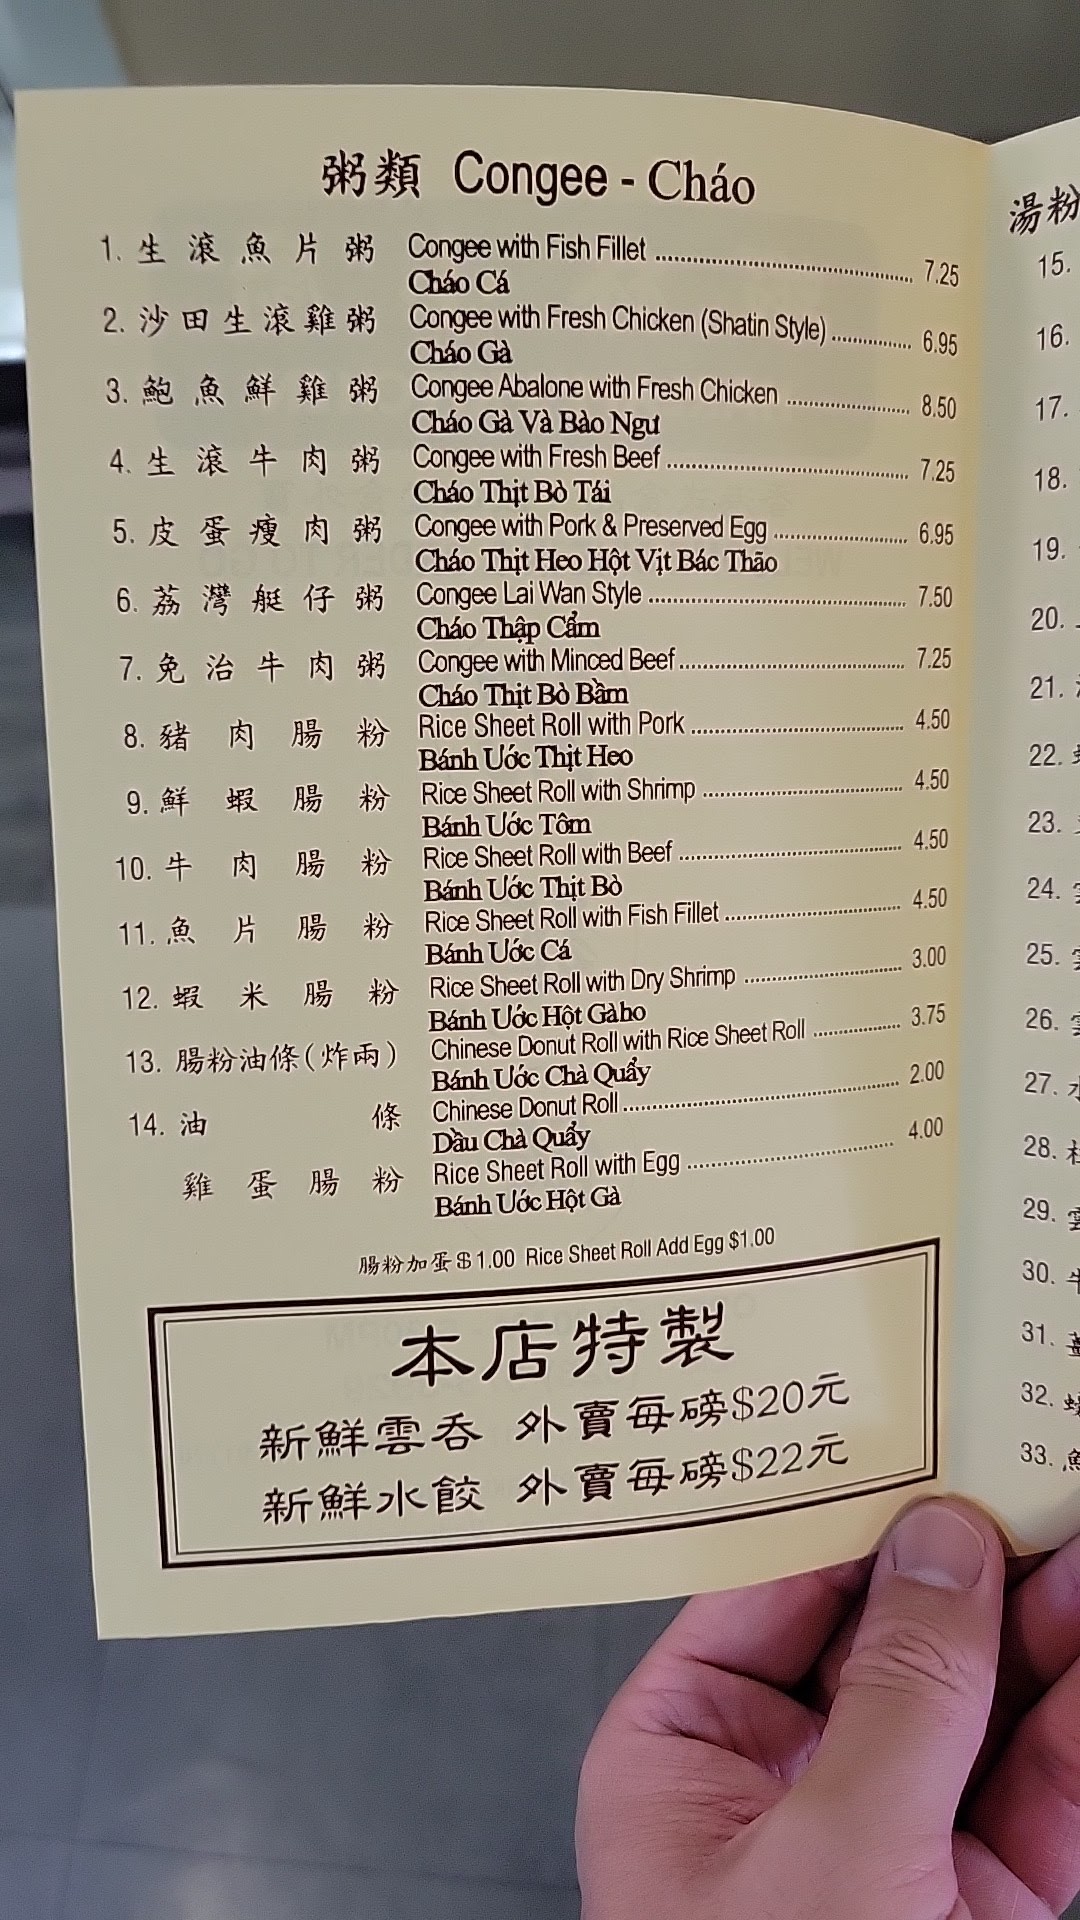 粥類 Congee - Cháo
1. 生滾魚片粥 Congee with Fish Fillet 7.25
Cháo Cá
2. 沙田生滾雞粥 Congee with Fresh Chicken (Shatin Style) 6.95
Cháo Gà
3. 鮑魚鮮雞粥 Congee Abalone with Fresh Chicken 8.50
Cháo Gà Và Bào Ngư
4. 生滾牛肉粥 Congee with Fresh Beef 7.25
Cháo Thịt Bò Tái
5. 皮蛋瘦肉粥 Congee with Pork & Preserved Egg 6.95
Cháo Thịt Heo Hột Vịt Bác Thão
6. 荔灣艇仔粥 Congee Lai Wan Style 7.50
Cháo Thập Cẩm
7. 免治牛肉粥 Congee with Minced Beef 7.25
Cháo Thịt Bò Bầm
8. 豬肉腸粉 Rice Sheet Roll with Pork 4.50
Bánh Ướć Thịt Heo
9. 鮮蝦腸粉 Rice Sheet Roll with Shrimp 4.50
Bánh Ướć Tôm
10. 牛肉腸粉 Rice Sheet Roll with Beef 4.50
Bánh Ướć Thịt Bò
11. 魚片腸粉 Rice Sheet Roll with Fish Fillet 4.50
Bánh Ướć Cá
12. 蝦米腸粉 Rice Sheet Roll with Dry Shrimp 3.00
Bánh Ướć Hột Gàho
13. 腸粉油條(炸兩) Chinese Donut Roll with Rice Sheet Roll 3.75
Bánh Ướć Chà Quẩy
14. 油條 Chinese Donut Roll 2.00
Dầu Chà Quẩy
雞蛋腸粉 Rice Sheet Roll with Egg 4.00
Bánh Ướć Hột Gà
腸粉加蛋$1.00 Rice Sheet Roll Add Egg $1.00
本店特製
新鮮雲吞 外賣每磅$20元
新鮮水餃 外賣每磅$22元
湯粉
15.
16.
17.
18.
19.
20.
21.
22.
23.
24.
25.
26.
27.
28.
29.
30.
31.
32.
33.